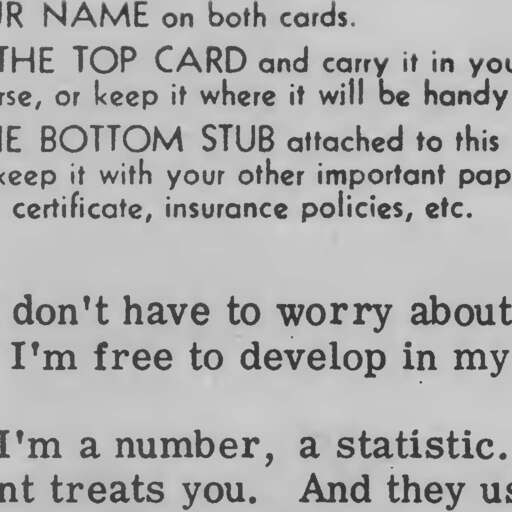 UR NAME on both cards.
THE TOP CARD and carry it in you
rse, or keep it where it will be handy
HE BOTTOM STUB attached to this
keep it with your other important pap
certificate, insurance policies, etc.
don't have to worry about
I'm free to develop in my
I'm a number, a statistic.
nt treats you. And they us